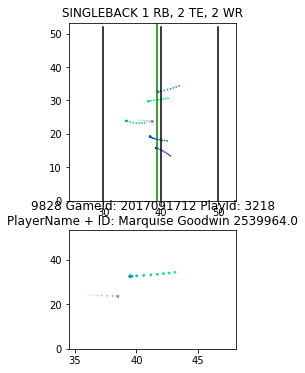 SINGLEBACK 1 RB, 2 TE, 2 WR
50
40
30
20
10
0
30 40 50
9828 GameId: 2017091712 PlayId: 3218
PlayerName + ID: Marquise Goodwin 2539964.0
40
20
0
35 40 45